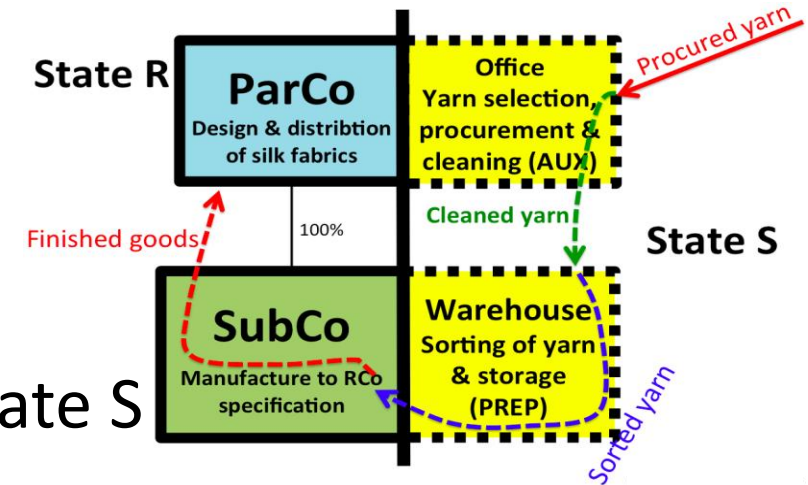 State R
ParCo
Design & distribtion
of silk fabrics
Office
Yarn selection,
procurement &
cleaning (AUX)
Procured yarn
100%
Cleaned yarn
Finished goods
State S
SubCo
Manufacture to RCo
specification
Warehouse
Sorting of yarn
& storage
(PREP)
Sorted yarn
ate S